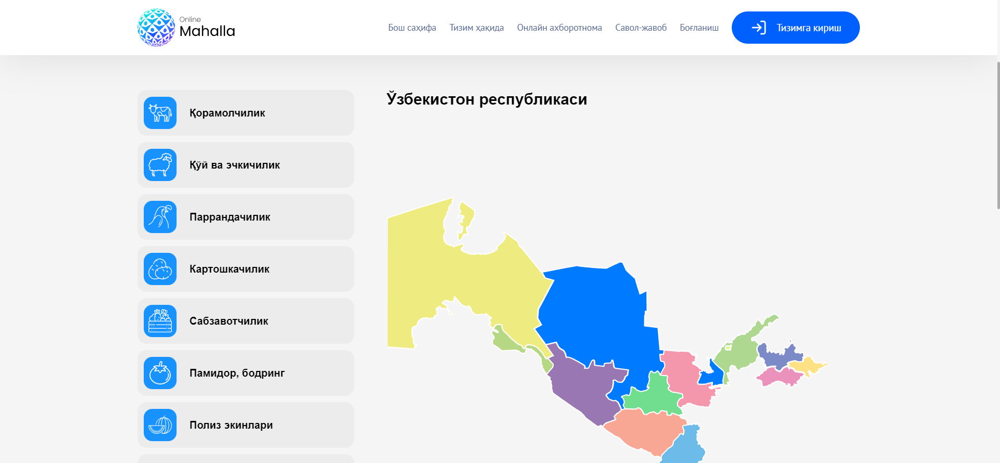 Online
Mahalla
Бош саҳифа
Тизим ҳақида
Онлайн ахборотнома
Савол-жавоб
Боғланиш
Тизимга кириш
Қорамолчилик
Қўй ва эчкичилик
Паррандачилик
Картошкачилик
Сабзавотчилик
Памидор, бодринг
Полиз экинлари
Ўзбекистон республикаси